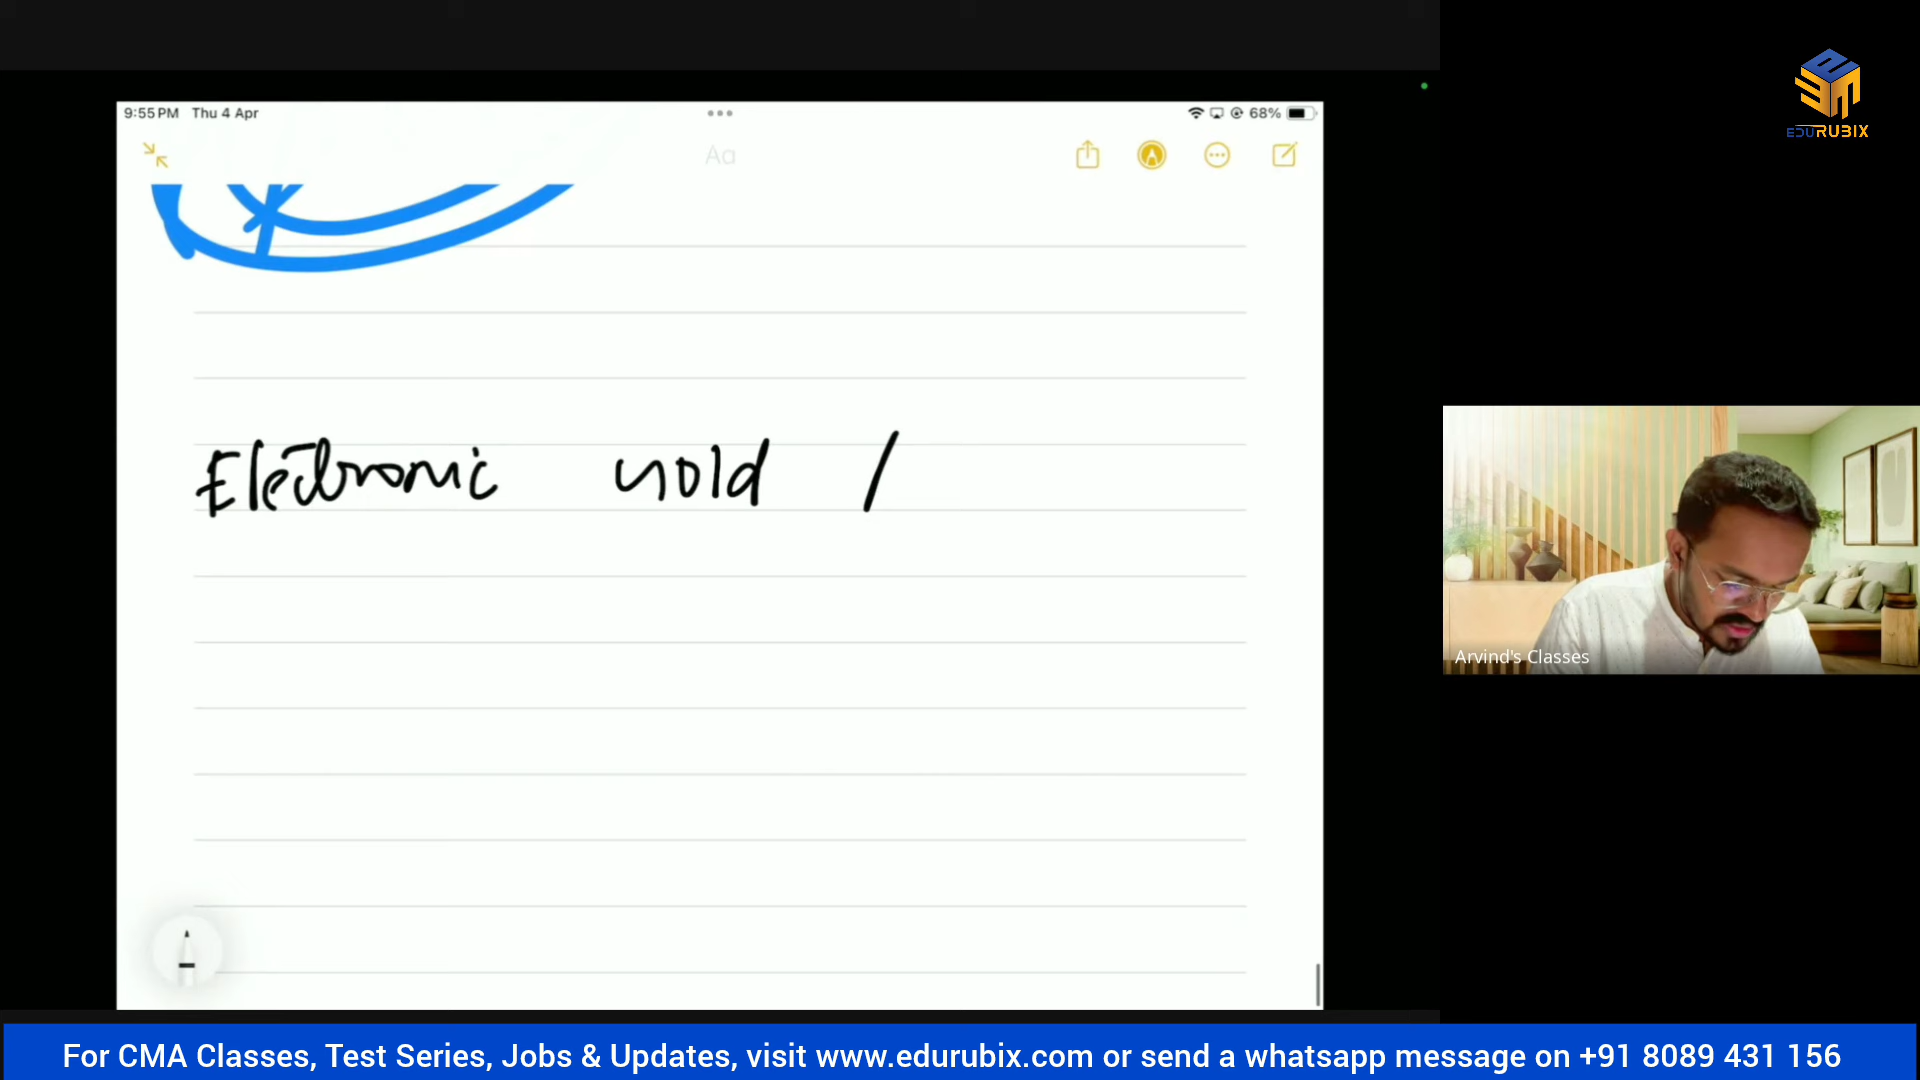 9:55 PM Thu 4 Apr
68%
Aa
EDURUBIX
Electronic /
Arvind's Classes
For CMA Classes, Test Series, Jobs & Updates, visit www.edurubix.com or send a whatsapp message on +91 8089 431 156